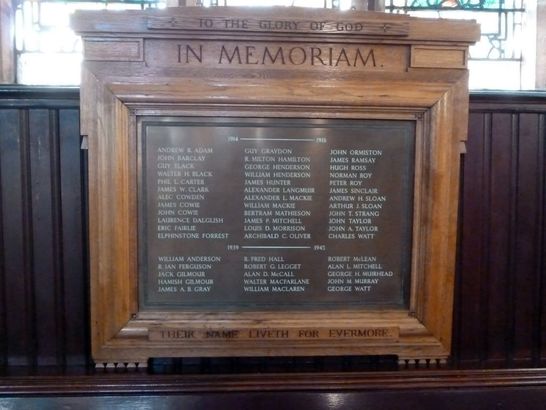 TO THE GLORY OF GOD
IN MEMORIAM.
1914 1918
ANDREW R. ADAM
JOHN BARCLAY
GUY BLACK
WALTER H. BLACK
PHIL L. CARTER
JAMES W. CLARK
ALEC COWDEN
JAMES COWIE
JOHN COWIE
LAURENCE DALGLISH
ERIC FAIRLIE
ELPHINSTONE FORREST
GUY GRAYDON
R. MILTON HAMILTON
GEORGE HENDERSON
WILLIAM HENDERSON
JAMES HUNTER
ALEXANDER LANGMUIR
ALEXANDER L. MACKIE
WILLIAM MACKIE
BERTRAM MATHIESON
JAMES P. MITCHELL
LOUIS D. MORRISON
ARCHIBALD C. OLIVER
JOHN ORMISTON
JAMES RAMSAY
HUGH ROSS
NORMAN ROY
PETER ROY
JAMES SINCLAIR
ANDREW H. SLOAN
ARTHUR J. SLOAN
JOHN T. STRANG
JOHN TAYLOR
JOHN A. TAYLOR
CHARLES WATT
1939 1945
WILLIAM ANDERSON
R. IAN FERGUSON
JACK GILMOUR
HAMISH GILMOUR
JAMES A. B. GRAY
R. FRED HALL
ROBERT G. LEGGET
ALAN D. McCALL
WALTER MACFARLANE
WILLIAM MACLAREN
ROBERT McLEAN
ALAN L. MITCHELL
GEORGE H. MUIRHEAD
JOHN M. MURRAY
GEORGE WATT
THEIR NAME LIVETH FOR EVERMORE.